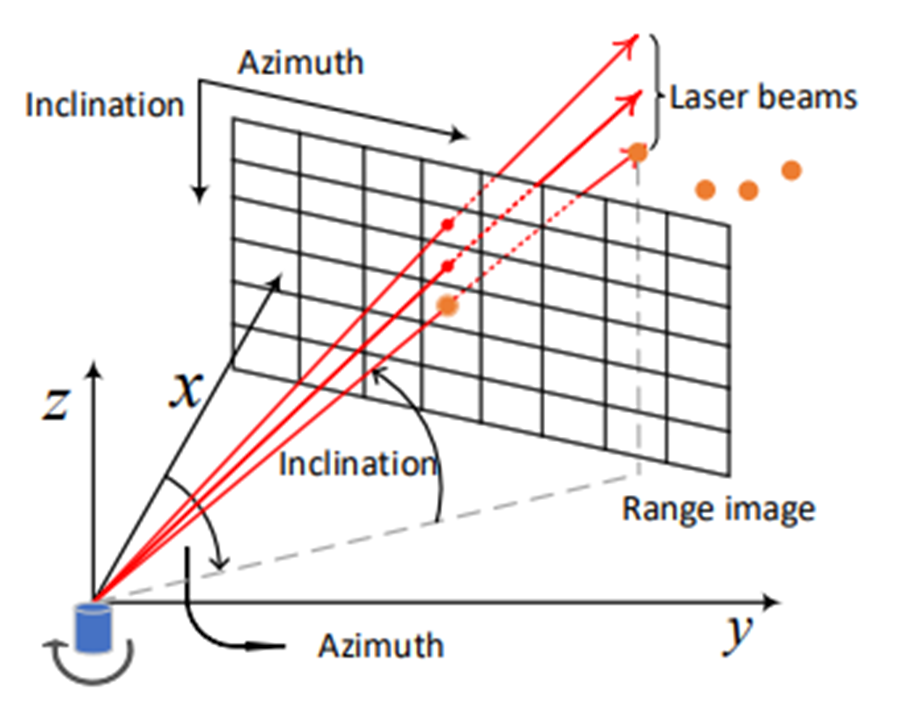 Azimuth
Inclination
Laser beams
x
z
Inclination
Range image
y
Azimuth